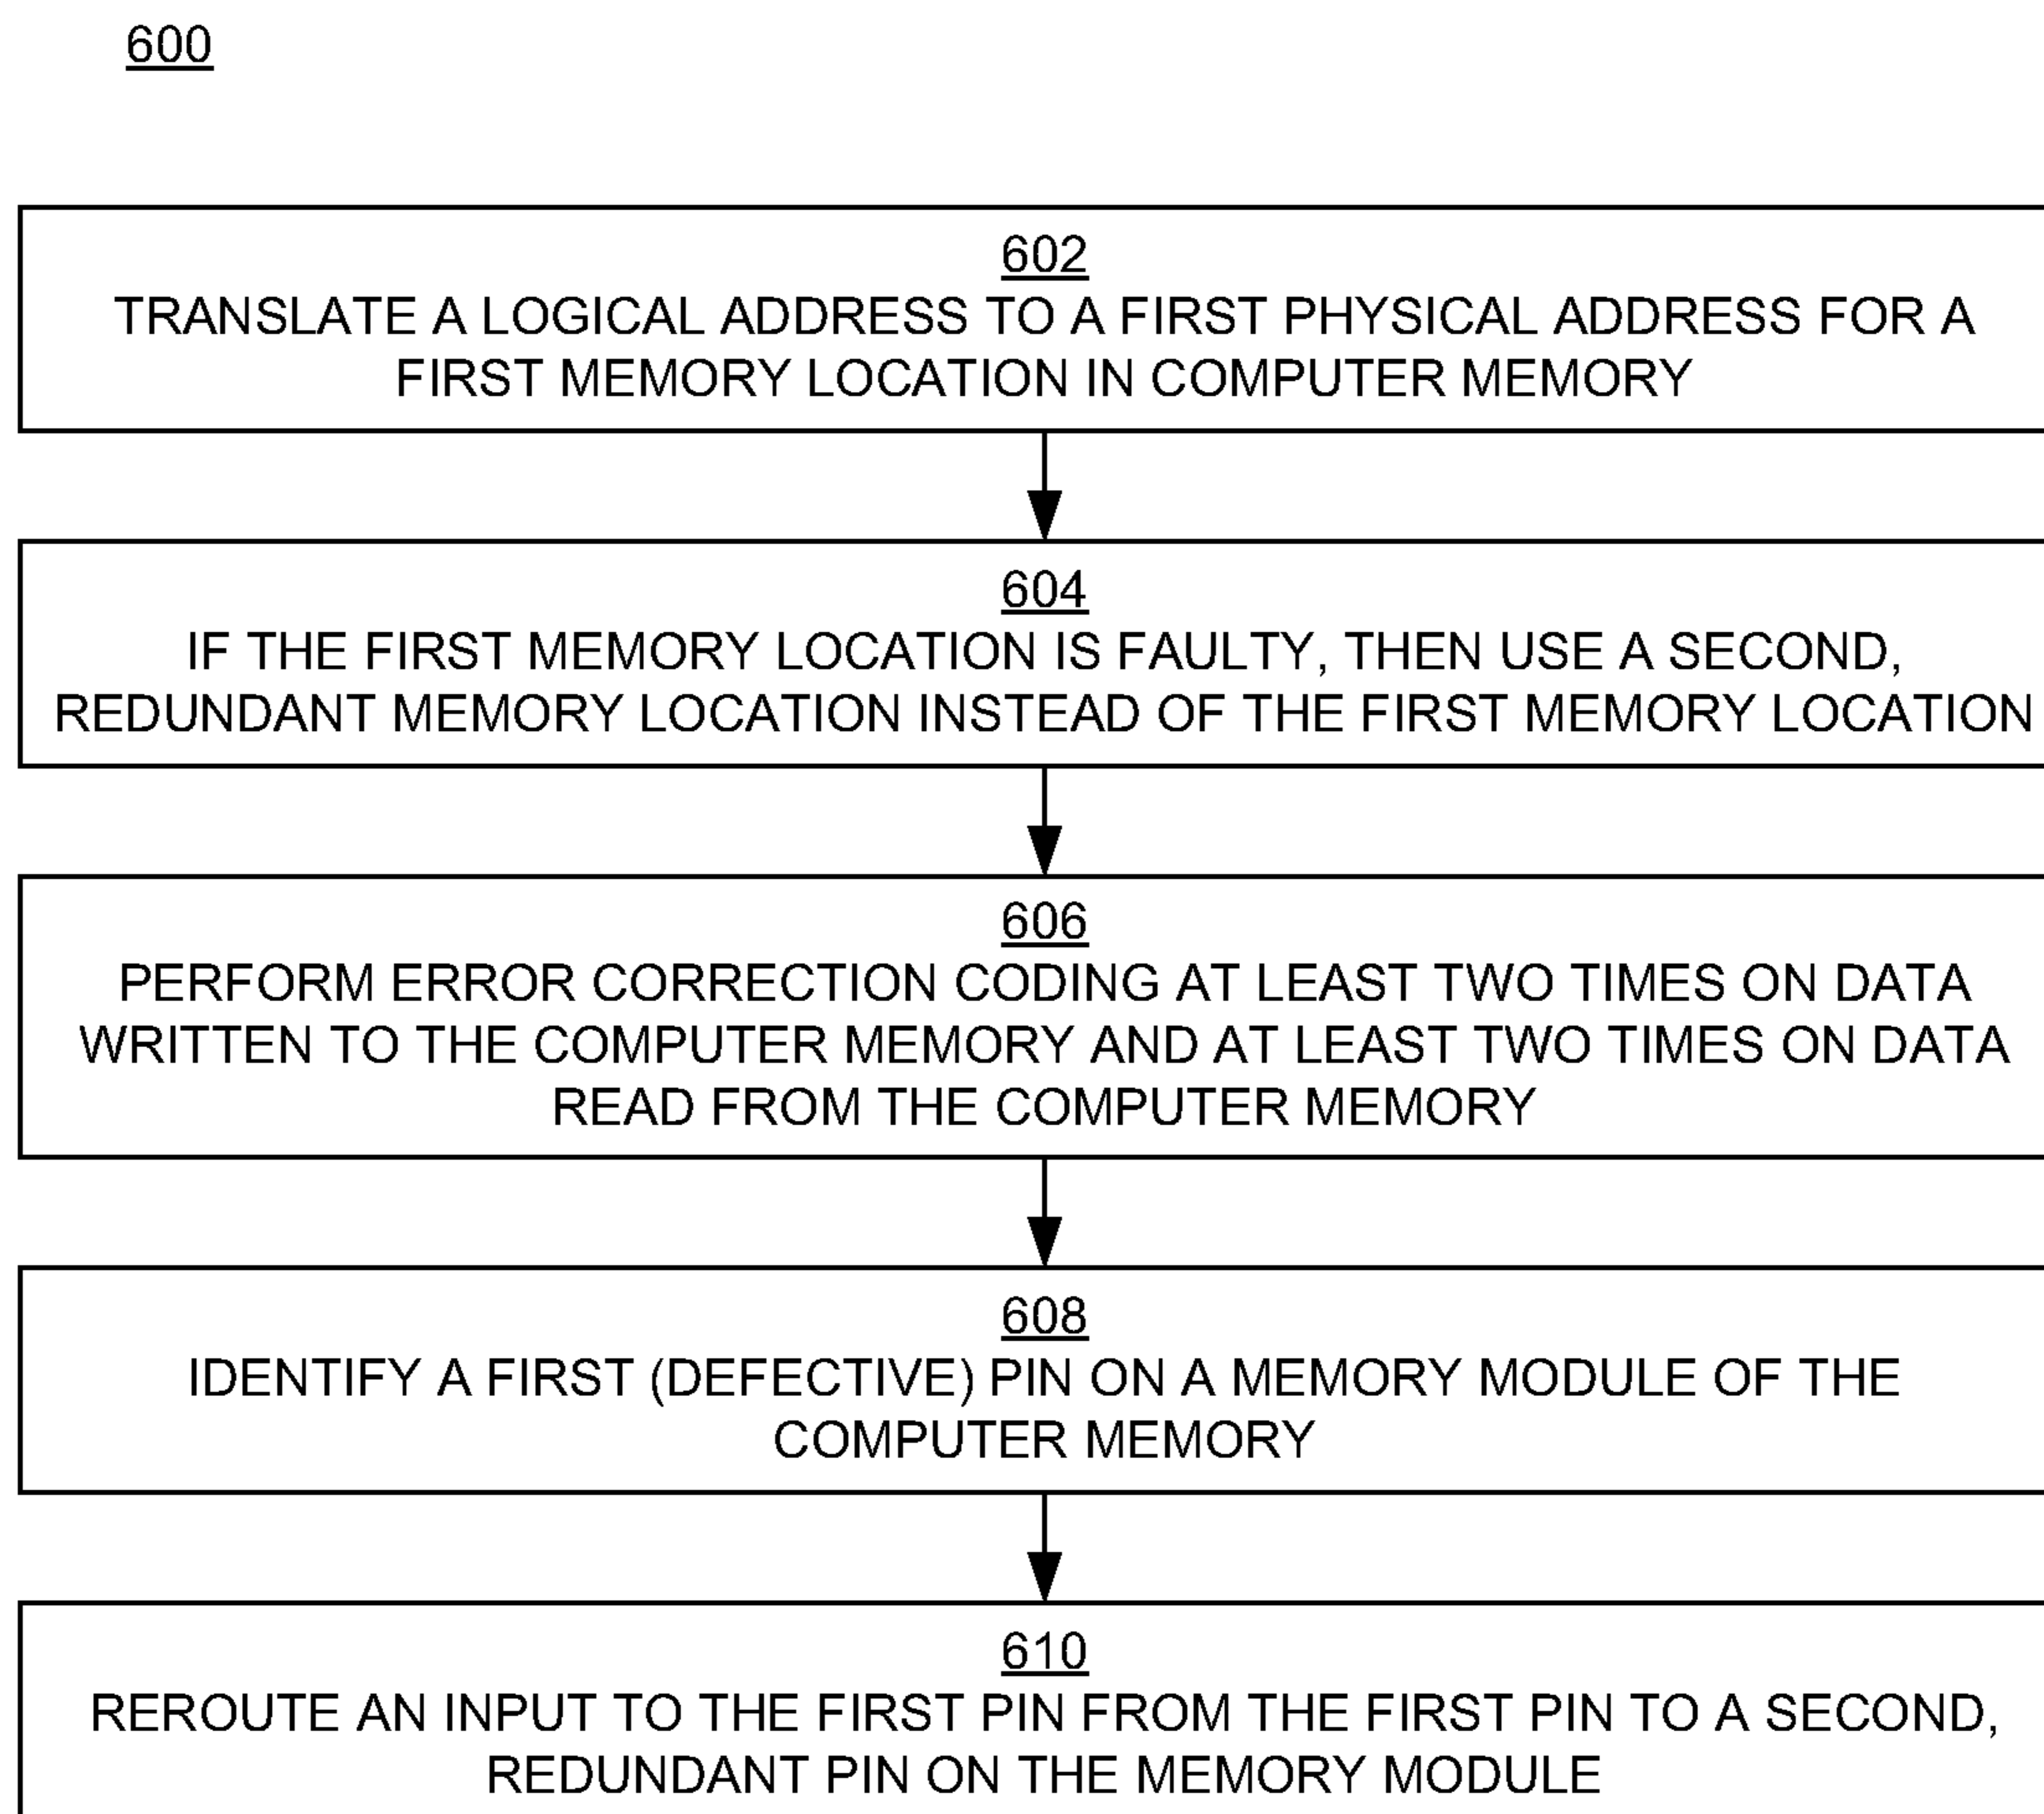 600
602
TRANSLATE A LOGICAL ADDRESS TO A FIRST PHYSICAL ADDRESS FOR A
FIRST MEMORY LOCATION IN COMPUTER MEMORY
604
IF THE FIRST MEMORY LOCATION IS FAULTY, THEN USE A SECOND,
REDUNDANT MEMORY LOCATION INSTEAD OF THE FIRST MEMORY LOCATION
606
PERFORM ERROR CORRECTION CODING AT LEAST TWO TIMES ON DATA
WRITTEN TO THE COMPUTER MEMORY AND AT LEAST TWO TIMES ON DATA
READ FROM THE COMPUTER MEMORY
608
IDENTIFY A FIRST (DEFECTIVE) PIN ON A MEMORY MODULE OF THE
COMPUTER MEMORY
610
REROUTE AN INPUT TO THE FIRST PIN FROM THE FIRST PIN TO A SECOND,
REDUNDANT PIN ON THE MEMORY MODULE